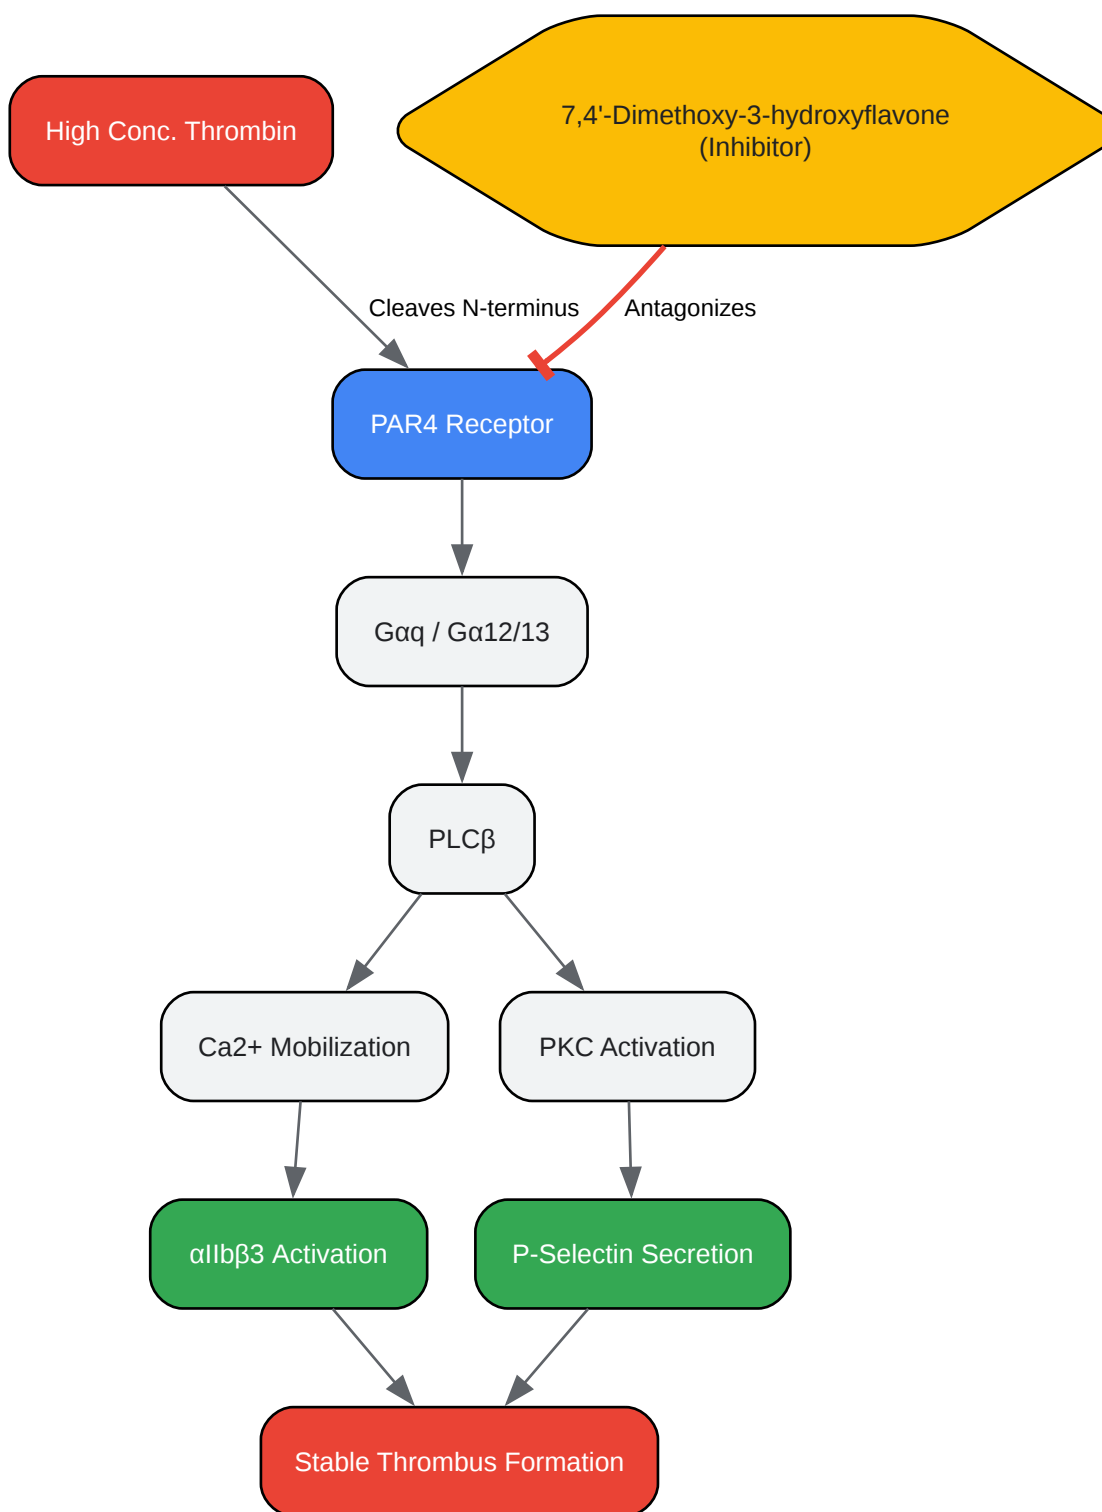 High Conc. Thrombin
7,4'-Dimethoxy-3-hydroxyflavone
(Inhibitor)
Cleaves N-terminus
Antagonizes
PAR4 Receptor
Gαq / Gα12/13
PLCβ
Ca2+ Mobilization
PKC Activation
αIIbβ3 Activation
P-Selectin Secretion
Stable Thrombus Formation